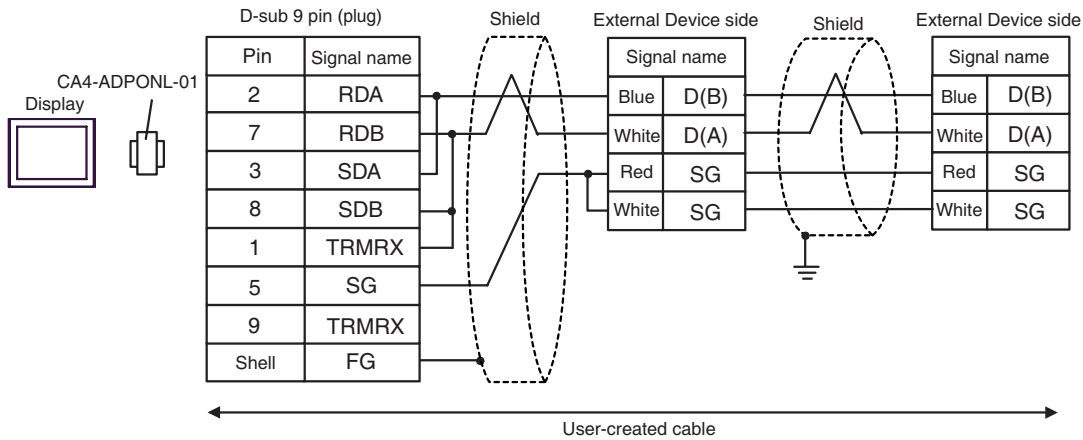 D-sub 9 pin (plug)
Shield
External Device side
Shield
External Device side
CA4-ADPONL-01
Display
Pin Signal name
2 RDA
7 RDB
3 SDA
8 SDB
1 TRMRX
5 SG
9 TRMRX
Shell FG
Signal name
Blue D(B)
White D(A)
Red SG
White SG
Signal name
Blue D(B)
White D(A)
Red SG
White SG
User-created cable